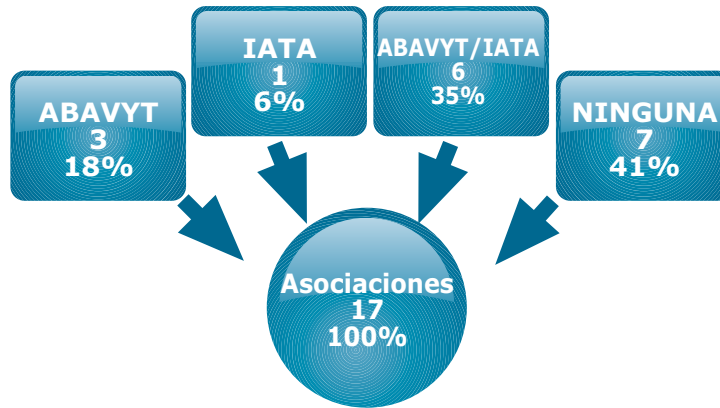 ABAVYT
3
18%
IATA
1
6%
ABAVYT/IATA
6
35%
NINGUNA
7
41%
Asociaciones
17
100%